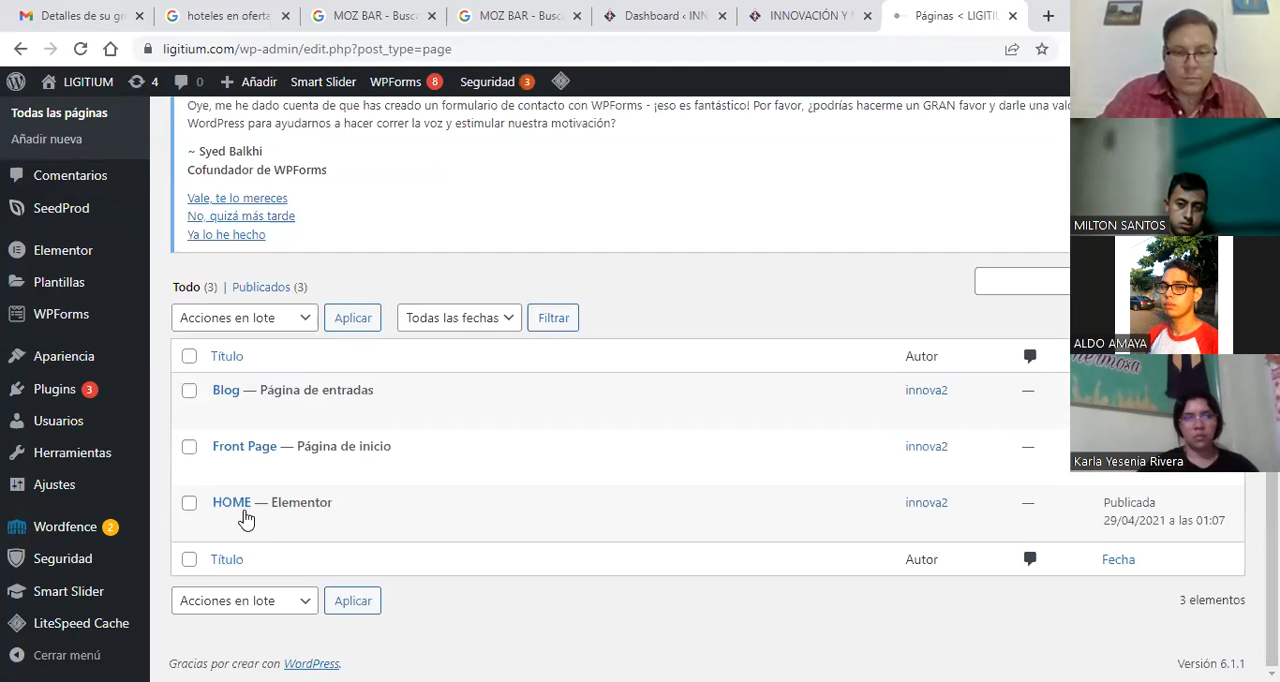 Detalles de su gr
hoteles en oferta
MOZ BAR - Busc
MOZ BAR - Busc
Dashboard ‹ INN
INNOVACIÓN Y
Páginas < LIGITIU
ligitium.com/wp-admin/edit.php?post_type=page
LIGITIUM 4 0 Añadir Smart Slider WPForms 8 Seguridad 3
Todas las páginas
Añadir nueva
Comentarios
SeedProd
Elementor
Plantillas
WPForms
Apariencia
Plugins 3
Usuarios
Herramientas
Ajustes
Wordfence 2
Seguridad
Smart Slider
LiteSpeed Cache
Cerrar menú
Oye, me he dado cuenta de que has creado un formulario de contacto con WPForms - ¡eso es fantástico! Por favor, ¿podrías hacerme un GRAN favor y darle una valo
WordPress para ayudarnos a hacer correr la voz y estimular nuestra motivación?
~ Syed Balkhi
Cofundador de WPForms
Vale, te lo mereces
No, quizá más tarde
Ya lo he hecho
Todo (3) | Publicados (3)
Acciones en lote Aplicar Todas las fechas Filtrar
Título Autor
Blog — Página de entradas innova2 —
Front Page — Página de inicio innova2 —
HOME — Elementor innova2 — Publicada
29/04/2021 a las 01:07
Título Autor Fecha
Acciones en lote Aplicar 3 elementos
Gracias por crear con WordPress. Versión 6.1.1
MILTON SANTOS
ALDO AMAYA
hermosa
Karla Yesenia Rivera